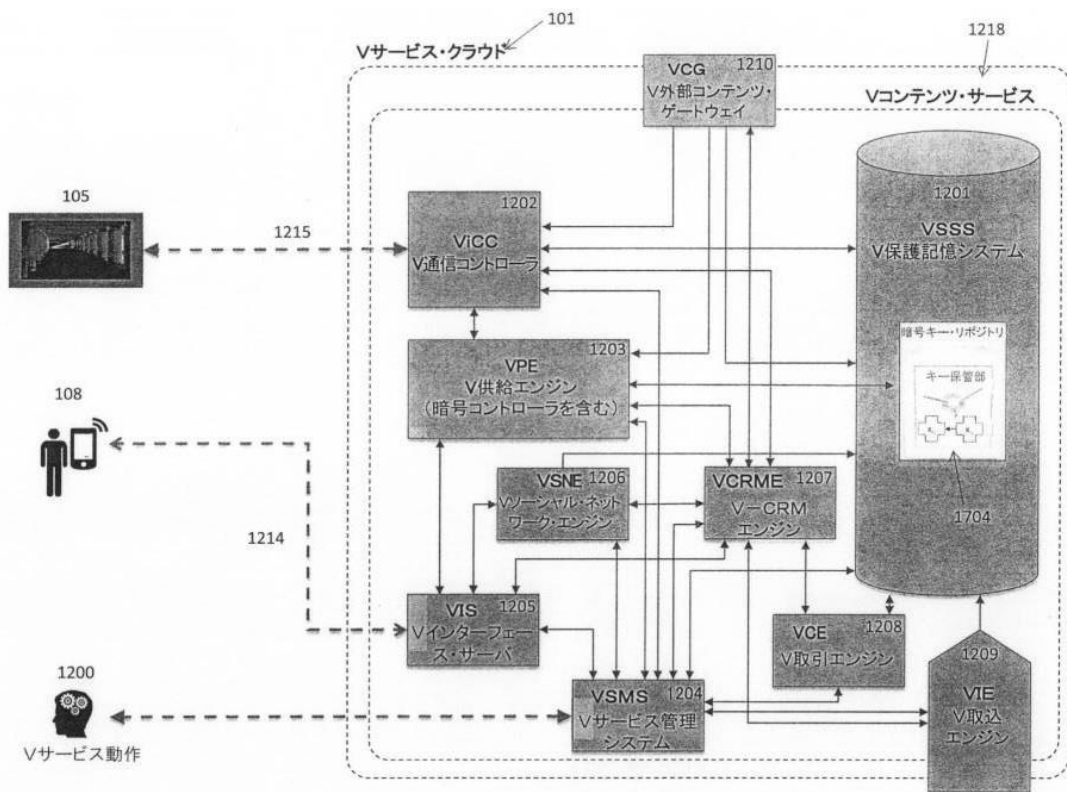 101
1218
Vサービス・クラウド
VCG
1210
V外部コンテンツ・
ゲートウェイ
Vコンテンツ・サービス
105
1215
1202
ViCC
V通信コントローラ
1201
VSSS
V保護記憶システム
暗号キー・リポジトリ
キー保管部
1704
1203
VPE
V供給エンジン
(暗号コントローラを含む)
108
1214
VSNE
1206
Vソーシャル・ネット
ワーク・エンジン
VCRME
1207
V-CRM
エンジン
VIS
1205
Vインターフェー
ス・サーバ
VCE
1208
V取引エンジン
1209
VIE
V取込
エンジン
1200
Vサービス動作
VSMS
1204
Vサービス管理
システム